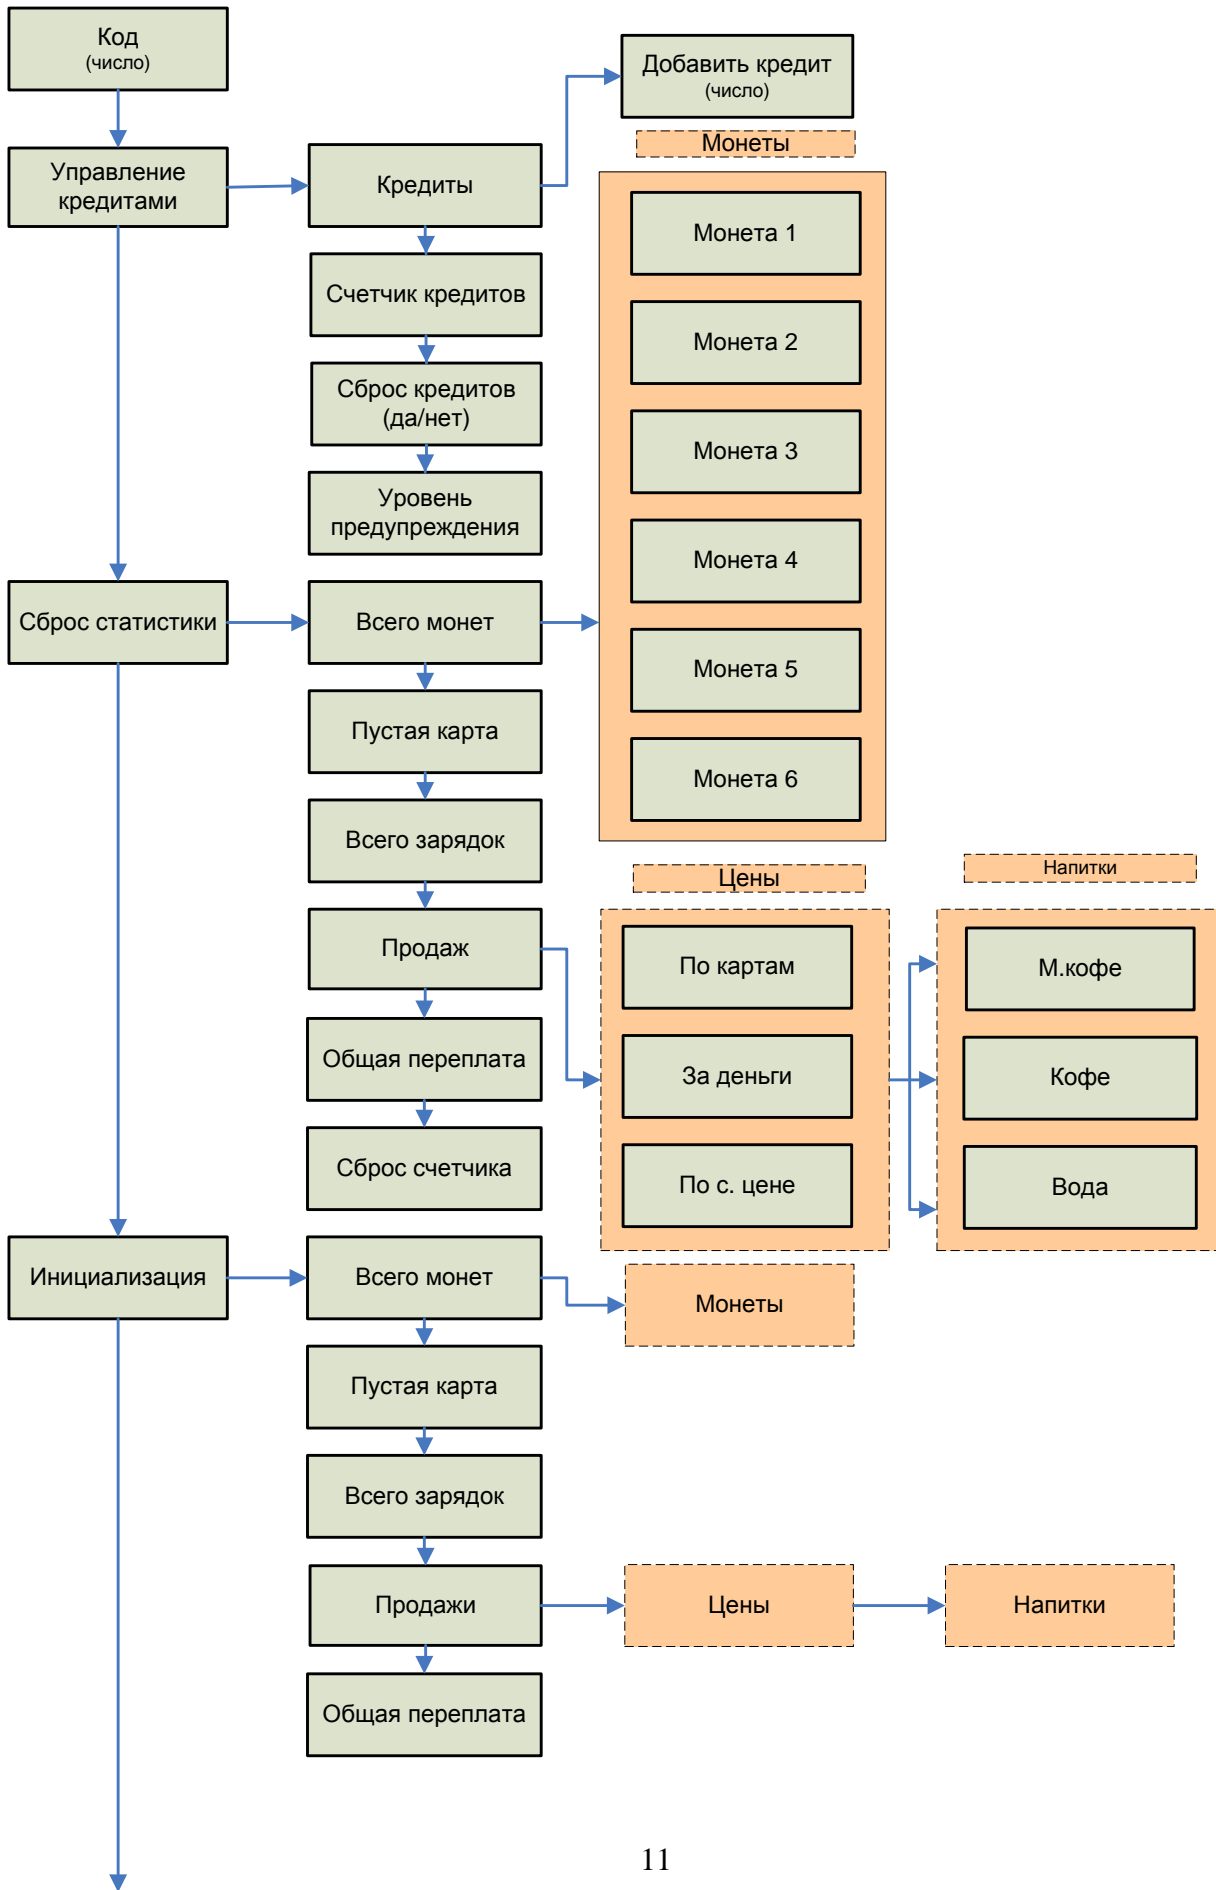 Код
(число)
Добавить кредит
(число)
Монеты
Управление
кредитами
Кредиты
Монета 1
Счетчик кредитов
Монета 2
Сброс кредитов
(да/нет)
Монета 3
Уровень
предупреждения
Монета 4
Сброс статистики
Всего монет
Монета 5
Пустая карта
Монета 6
Всего зарядок
Цены
Напитки
Продаж
По картам
М.кофе
Общая переплата
За деньги
Кофе
Сброс счетчика
По с. цене
Вода
Инициализация
Всего монет
Монеты
Пустая карта
Всего зарядок
Продажи
Цены
Напитки
Общая переплата
11